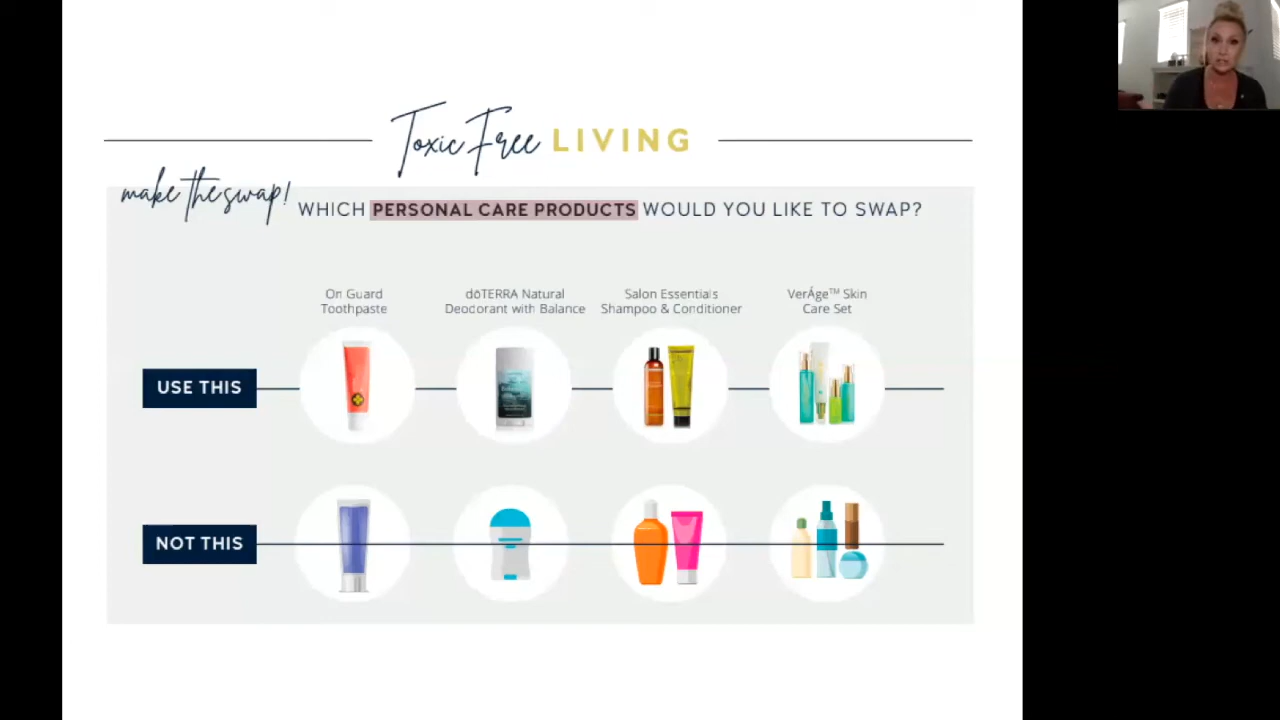 Toxic Free LIVING
make the swap!
WHICH PERSONAL CARE PRODUCTS WOULD YOU LIKE TO SWAP?
On Guard
Toothpaste
dōTERRA Natural
Deodorant with Balance
Salon Essentials
Shampoo & Conditioner
VerÁge™ Skin
Care Set
USE THIS
NOT THIS